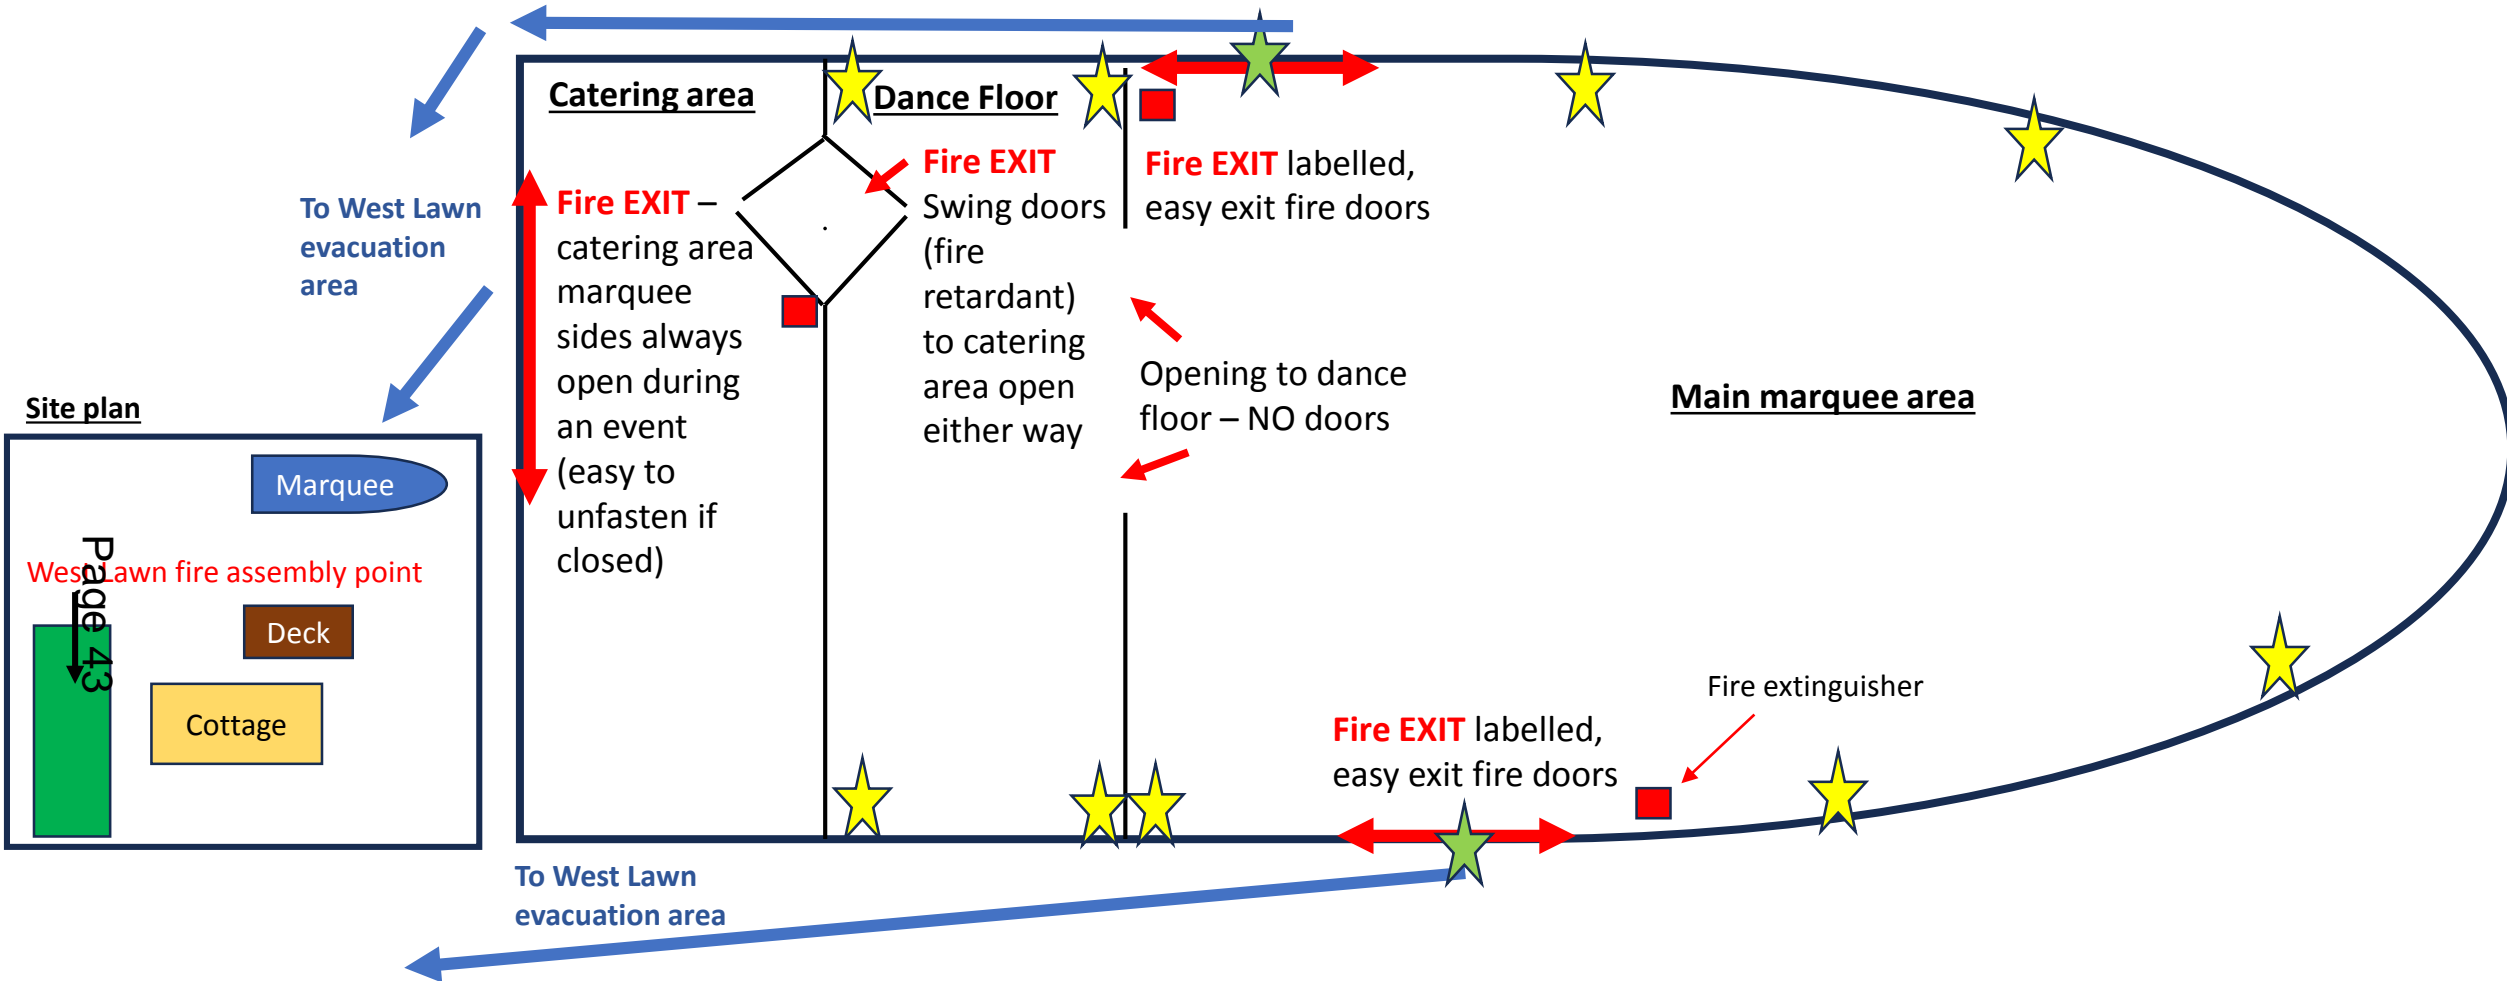 Catering area
Dance Floor
To West Lawn
evacuation
area
Fire EXIT –
catering area
marquee
sides always
open during
an event
(easy to
unfasten if
closed)
Fire EXIT
Swing doors
(fire
retardant)
to catering
area open
either way
Fire EXIT labelled,
easy exit fire doors
Opening to dance
floor – NO doors
Main marquee area
Site plan
Marquee
West Lawn fire assembly point
Page 43
Deck
Cottage
Fire extinguisher
Fire EXIT labelled,
easy exit fire doors
To West Lawn
evacuation area